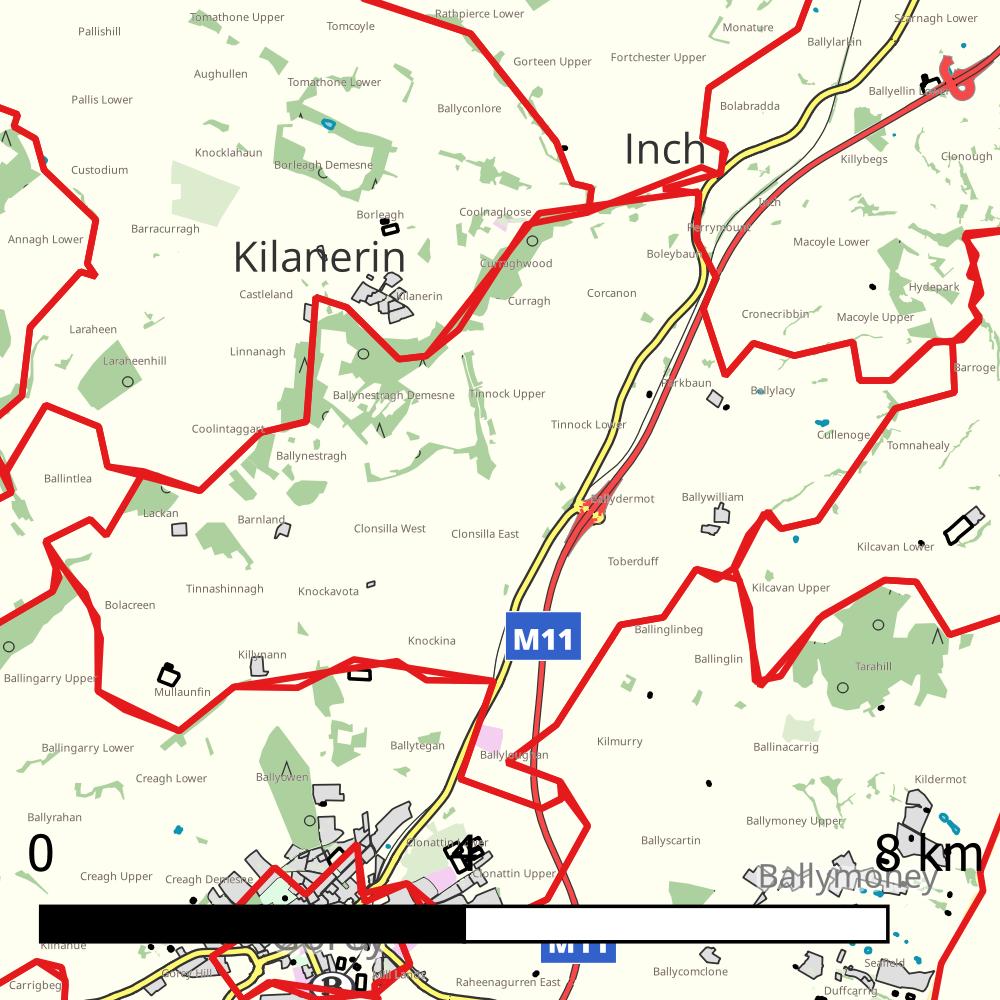 Tomathone Upper
Rathpierce Lower
Starnagh Lower
Pallishill
Tomcoyle
Monature
Ballylarkin
Gorteen Upper
Fortchester Upper
Aughullen
Tomathone Lower
Pallis Lower
Ballyconlore
Bolabradda
Inch
Knocklahaun
Borleagh Demesne
Killybegs
Clonough
Custodium
Inch
Borleagh
Coolnagloose
Barracurragh
Perrymount
Annagh Lower
Macoyle Lower
Kilanerin
Boleybaun
Curraghwood
Castleland
Kilanerin
Curragh
Corcanon
Hydepark
Cronecribbin
Macoyle Upper
Laraheen
Linnanagh
Laraheenhill
Barroge
Parkbaun
Ballylacy
Ballynestragh Demesne
Tinnock Upper
Coolintaggart
Tinnock Lower
Cullenoge
Tomnahealy
Ballynestragh
Ballintlea
Ballydermot
Ballywilliam
Lackan
Barnland
Clonsilla West
Clonsilla East
Kilcavan Lower
Toberduff
Tinnashinnagh
Knockavota
Kilcavan Upper
Bolacreen
Ballinglinbeg
M11
Knockina
Killynann
Ballinglin
Tarahill
Ballingarry Upper
Mullaunfin
Ballingarry Lower
Ballytegan
Ballyloughan
Kilmurry
Ballinacarrig
Creagh Lower
Ballyowen
Kildermot
Ballyrahan
Ballymoney Upper
Clonattin Lower
Ballyscartin
0
8 km
Creagh Upper
Creagh Demesne
Clonattin Upper
Ballymoney
Gorey
M11
Kilnahue
Gorey Hill
Ballycomclone
Seafield
Carrigbeg
Raheenagurren East
Duffcarrig
R